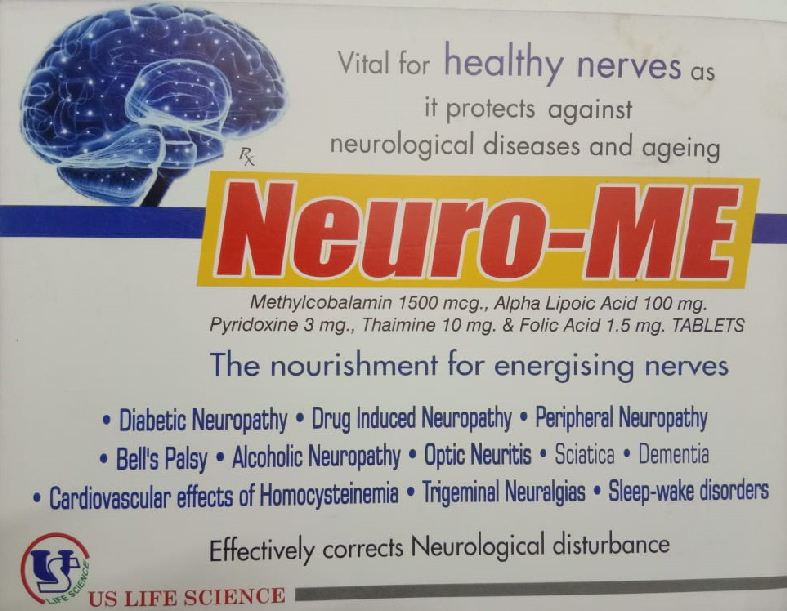 Vital for healthy nerves as
it protects against
neurological diseases and ageing
Rx
Neuro-ME
Methylcobalamin 1500 mcg., Alpha Lipoic Acid 100 mg.
Pyridoxine 3 mg., Thaimine 10 mg. & Folic Acid 1.5 mg. TABLETS
The nourishment for energising nerves
• Diabetic Neuropathy • Drug Induced Neuropathy • Peripheral Neuropathy
• Bell's Palsy • Alcoholic Neuropathy • Optic Neuritis • Sciatica • Dementia
• Cardiovascular effects of Homocysteinemia • Trigeminal Neuralgias • Sleep-wake disorders
Effectively corrects Neurological disturbance
US
LIFE SCIENCE
US LIFE SCIENCE